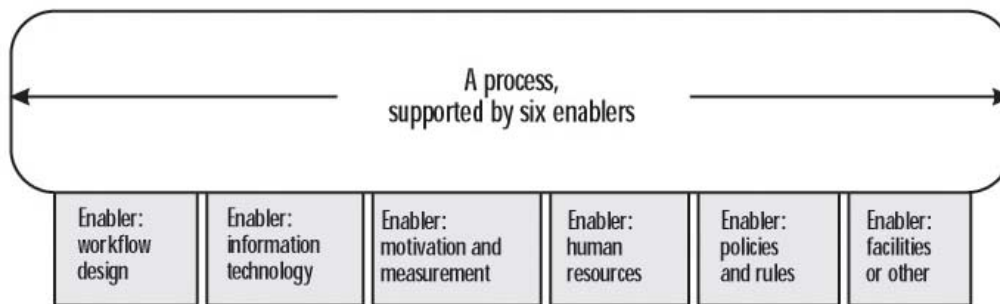 A process,
supported by six enablers
Enabler:
workflow
design
Enabler:
information
technology
Enabler:
motivation and
measurement
Enabler:
human
resources
Enabler:
policies
and rules
Enabler:
facilities
or other